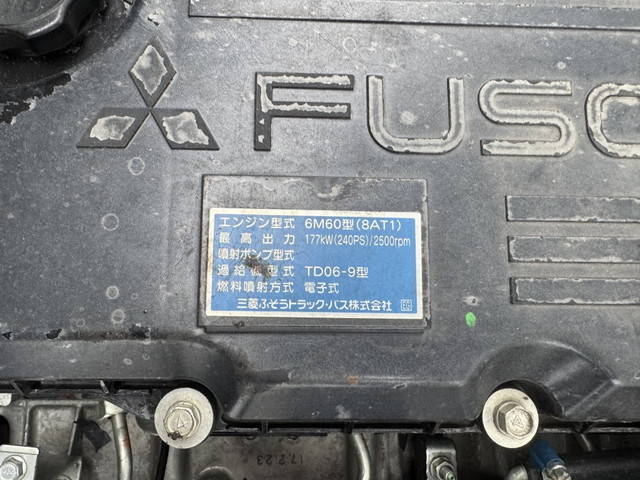 FUSO
エンジン型式 6M60型(8AT1)
最高出力 177kW(240PS)/2500rpm
噴射ポンプ型式
過給機型式 TD06-9型
燃料噴射方式 電子式
三菱ふそうトラック・バス株式会社
17.2.23